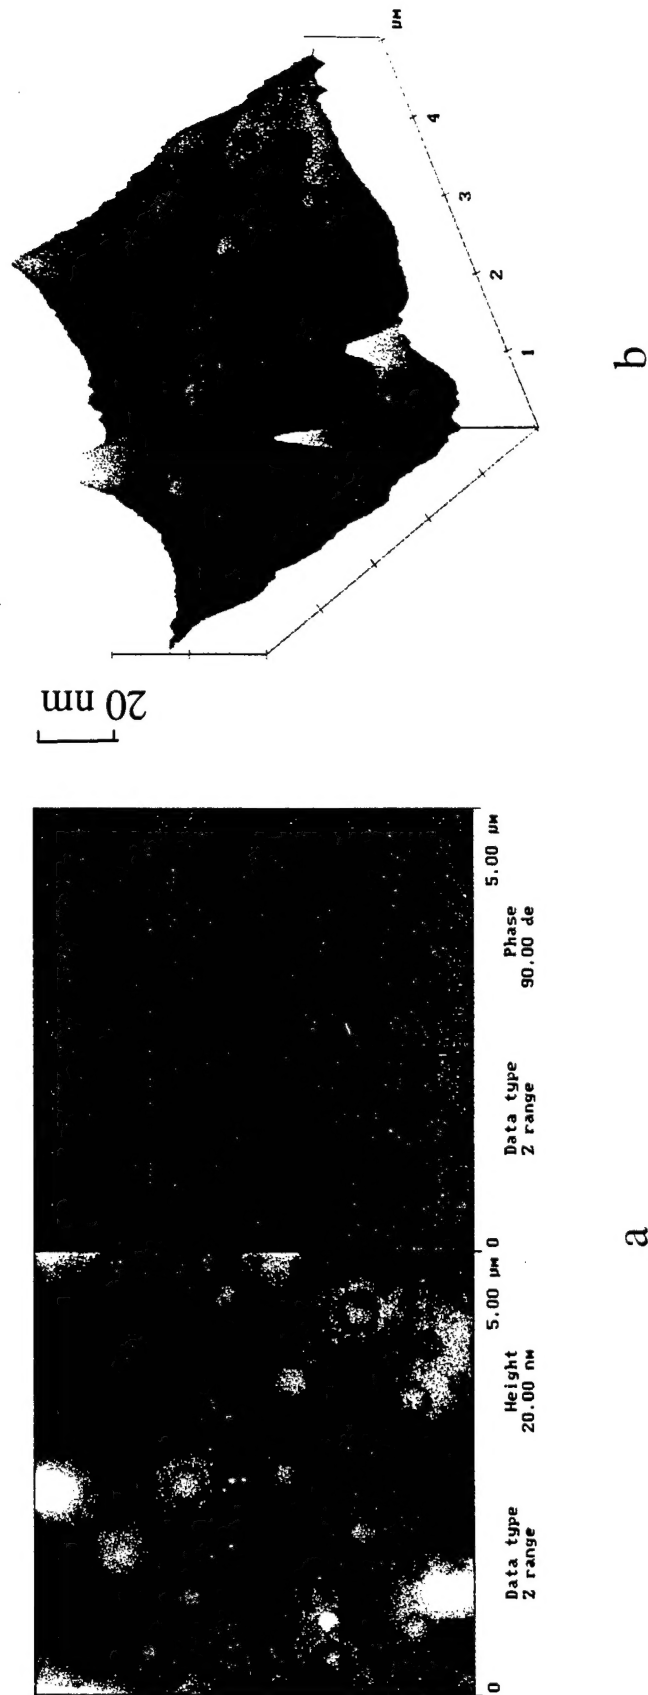 0
5.00 µM
0
5.00 µM
Data type
Z range
Height
20.00 nM
Data type
Z range
Phase
90.00 de
a
20 nm
1
2
3
4
µM
b